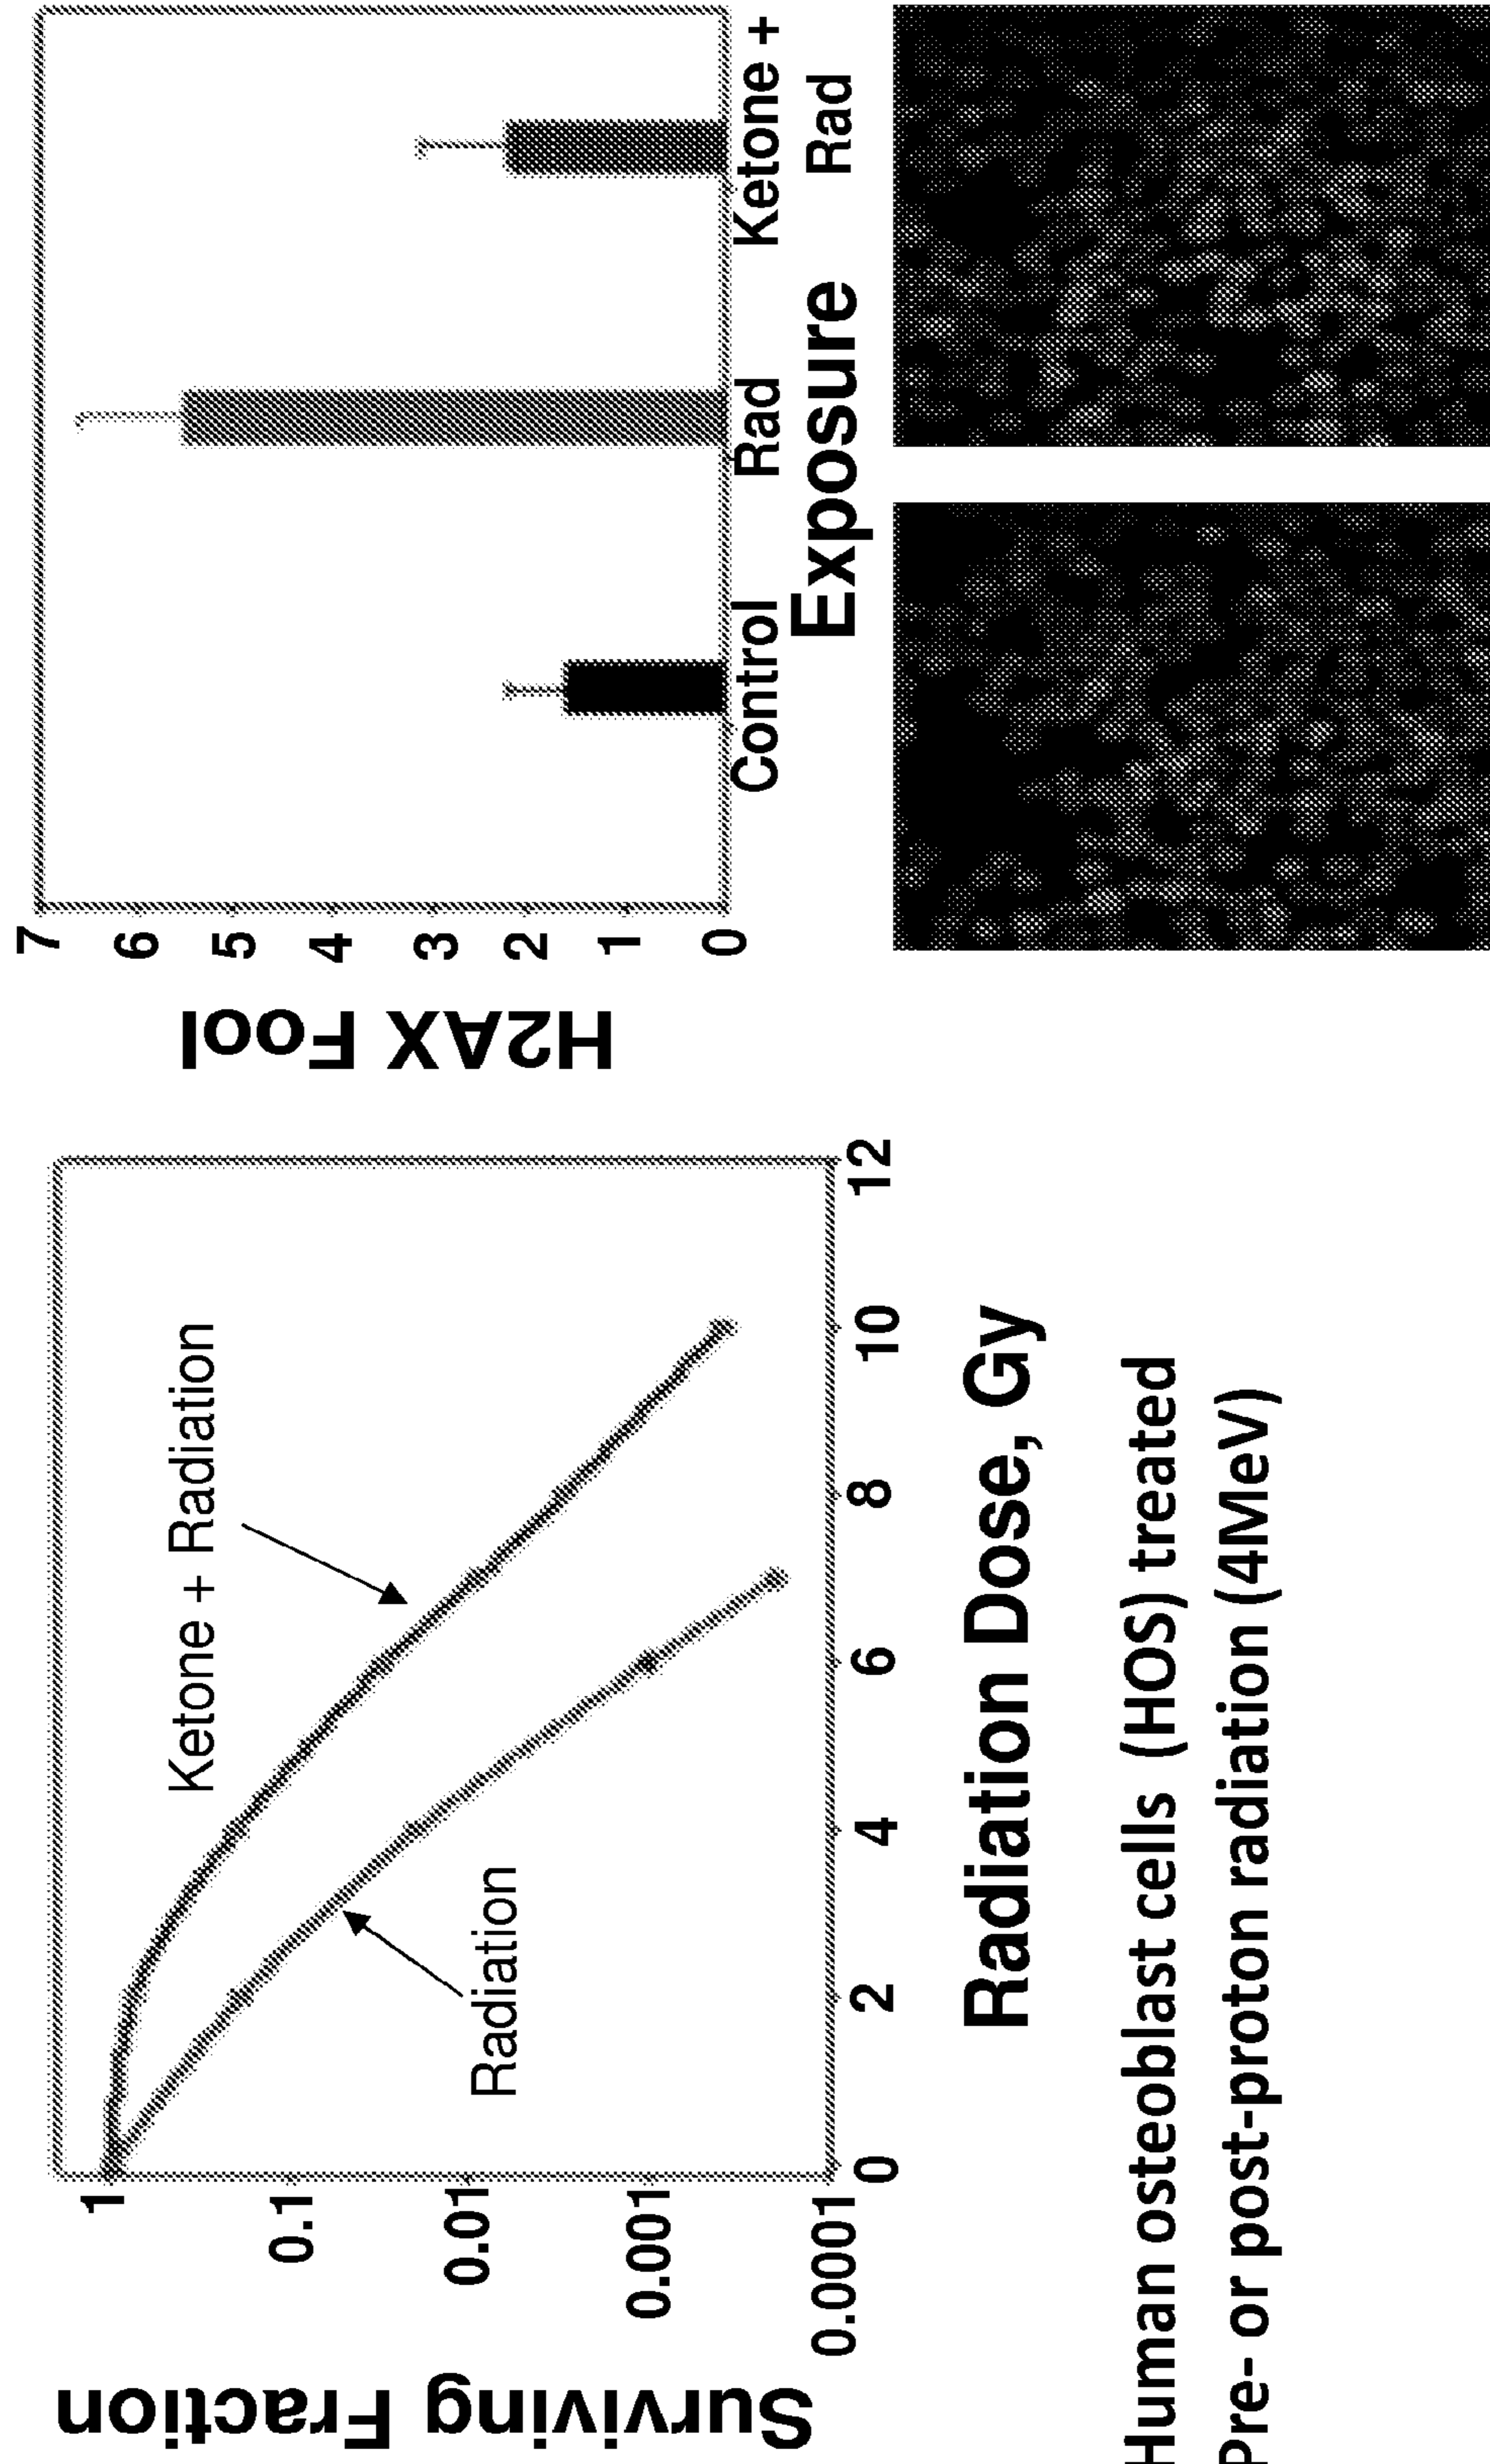 Surviving Fraction
1
0.1
0.01
0.001
0.0001
Ketone + Radiation
Radiation
0
2
4
6
8
10
12
Radiation Dose, Gy
Human osteoblast cells (HOS) treated
Pre- or post-proton radiation (4MeV)
H2AX Fool
7
6
5
4
3
2
1
0
Control
Rad
Ketone +
Rad
Exposure